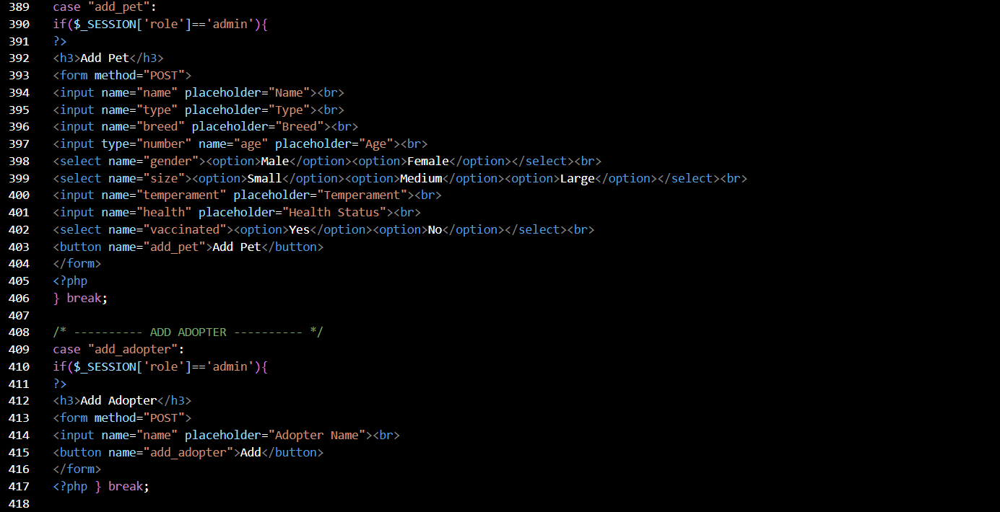 389 case "add_pet":
390 if($_SESSION['role']=='admin'){
391 ?>
392 <h3>Add Pet</h3>
393 <form method="POST">
394 <input name="name" placeholder="Name"><br>
395 <input name="type" placeholder="Type"><br>
396 <input name="breed" placeholder="Breed"><br>
397 <input type="number" name="age" placeholder="Age"><br>
398 <select name="gender"><option>Male</option><option>Female</option></select><br>
399 <select name="size"><option>Small</option><option>Medium</option><option>Large</option></select><br>
400 <input name="temperament" placeholder="Temperament"><br>
401 <input name="health" placeholder="Health Status"><br>
402 <select name="vaccinated"><option>Yes</option><option>No</option></select><br>
403 <button name="add_pet">Add Pet</button>
404 </form>
405 <?php
406 } break;
407
408 /* ---------- ADD ADOPTER ---------- */
409 case "add_adopter":
410 if($_SESSION['role']=='admin'){
411 ?>
412 <h3>Add Adopter</h3>
413 <form method="POST">
414 <input name="name" placeholder="Adopter Name"><br>
415 <button name="add_adopter">Add</button>
416 </form>
417 <?php } break;
418